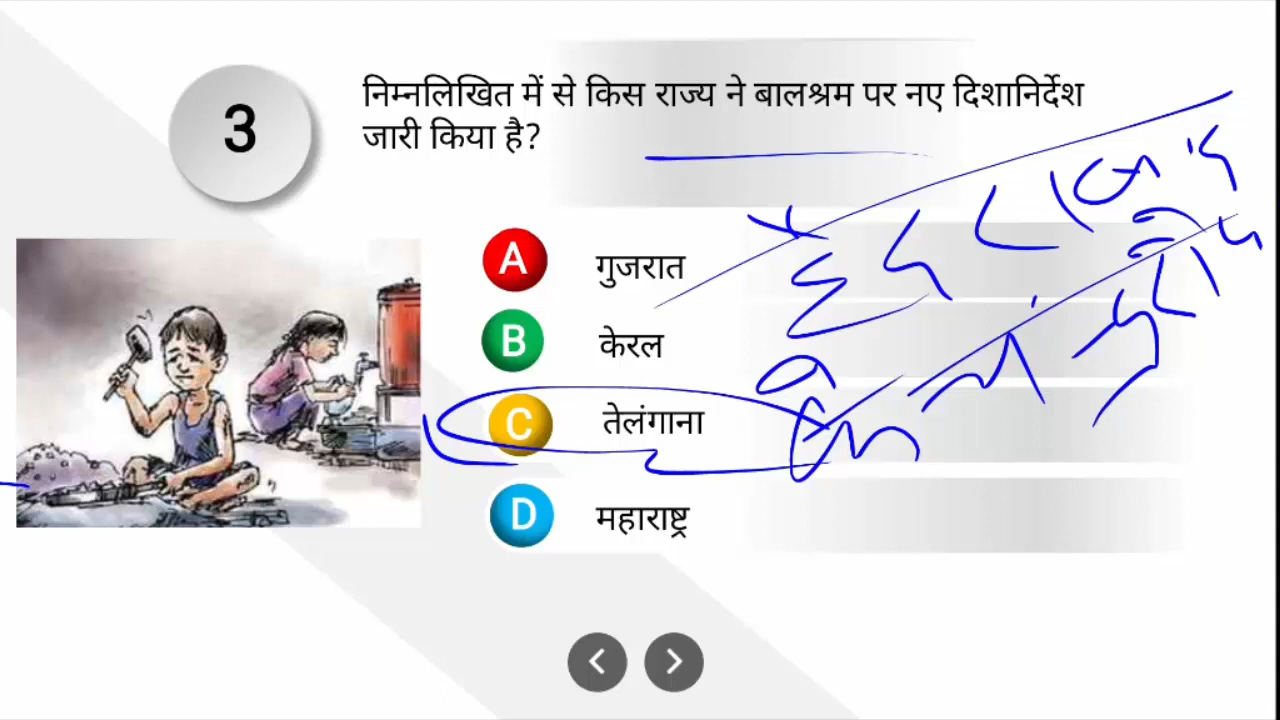 3
निम्नलिखित में से किस राज्य ने बालश्रम पर नए दिशानिर्देश
जारी किया है?
A गुजरात
B केरल
C तेलंगाना
D महाराष्ट्र